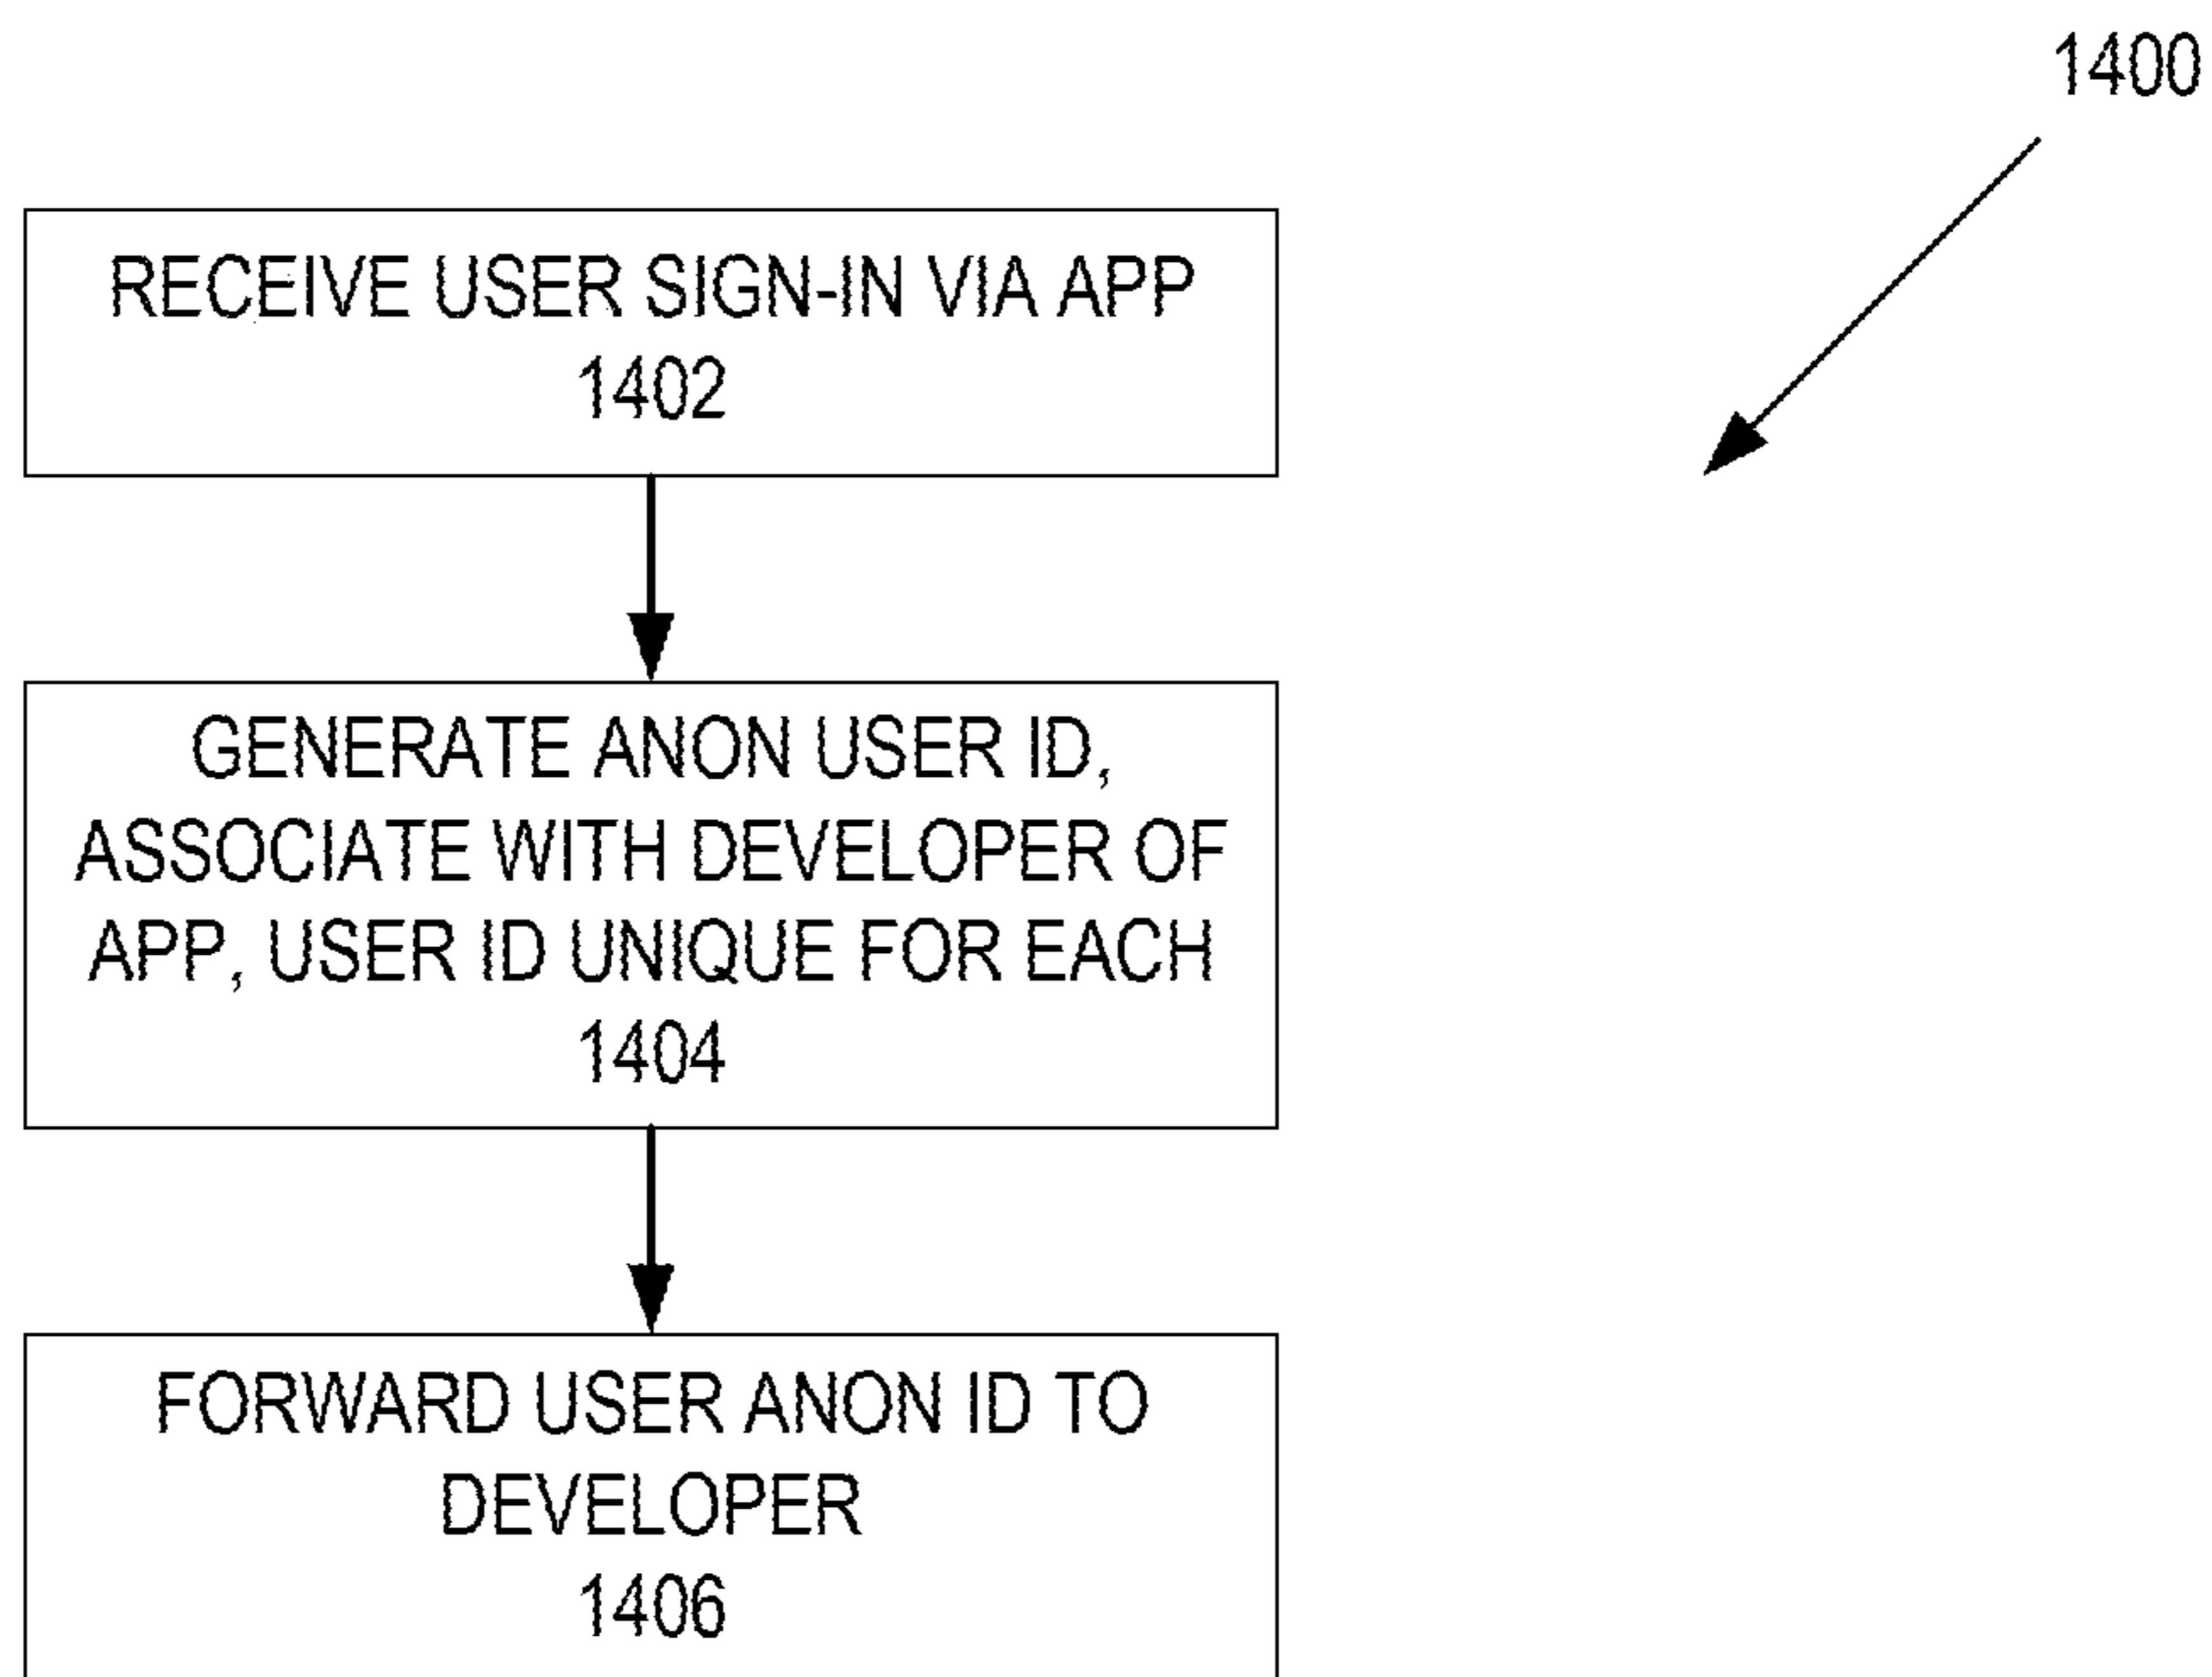 1400
RECEIVE USER SIGN-IN VIA APP
1402
GENERATE ANON USER ID,
ASSOCIATE WITH DEVELOPER OF
APP, USER ID UNIQUE FOR EACH
1404
FORWARD USER ANON ID TO
DEVELOPER
1406